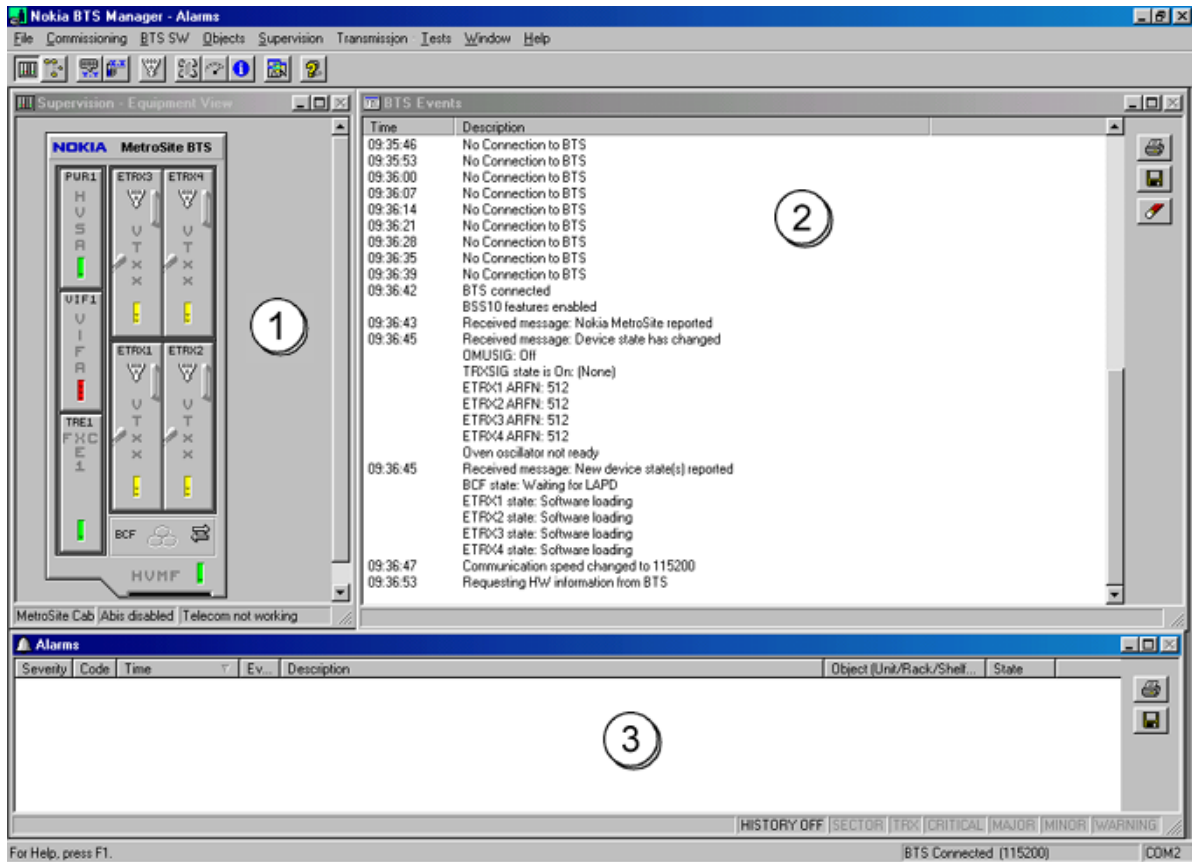 Nokia BTS Manager - Alarms
File Commissioning BTS SW Objects Supervision Transmission Tests Window Help
Supervision - Equipment View
NOKIA MetroSite BTS
PWR1
HVSA
ETRX3
VTXX
ETRX4
VTXX
VIF1
VIFA
ETRX1
VTXX
ETRX2
VTXX
TRE1
FXC
E
1
BCF
HVMF
MetroSite Cab Abis disabled Telecom not working
1
BTS Events
Time Description
09:35:46 No Connection to BTS
09:35:53 No Connection to BTS
09:36:00 No Connection to BTS
09:36:07 No Connection to BTS
09:36:14 No Connection to BTS
09:36:21 No Connection to BTS
09:36:28 No Connection to BTS
09:36:35 No Connection to BTS
09:36:39 No Connection to BTS
09:36:42 BTS connected
BSS10 features enabled
09:36:43 Received message: Nokia MetroSite reported
09:36:45 Received message: Device state has changed
OMUSIG: Off
TRXSIG state is On: (None)
ETRX1 ARFN: 512
ETRX2 ARFN: 512
ETRX3 ARFN: 512
ETRX4 ARFN: 512
Oven oscillator not ready
09:36:45 Received message: New device state(s) reported
BCF state: Waiting for LAPD
ETRX1 state: Software loading
ETRX2 state: Software loading
ETRX3 state: Software loading
ETRX4 state: Software loading
09:36:47 Communication speed changed to 115200
09:36:53 Requesting HW information from BTS
2
Alarms
Severity Code Time Ev... Description Object (Unit/Rack/Shelf... State
3
HISTORY OFF SECTOR TRX CRITICAL MAJOR MINOR WARNING
For Help, press F1. BTS Connected (115200) COM2